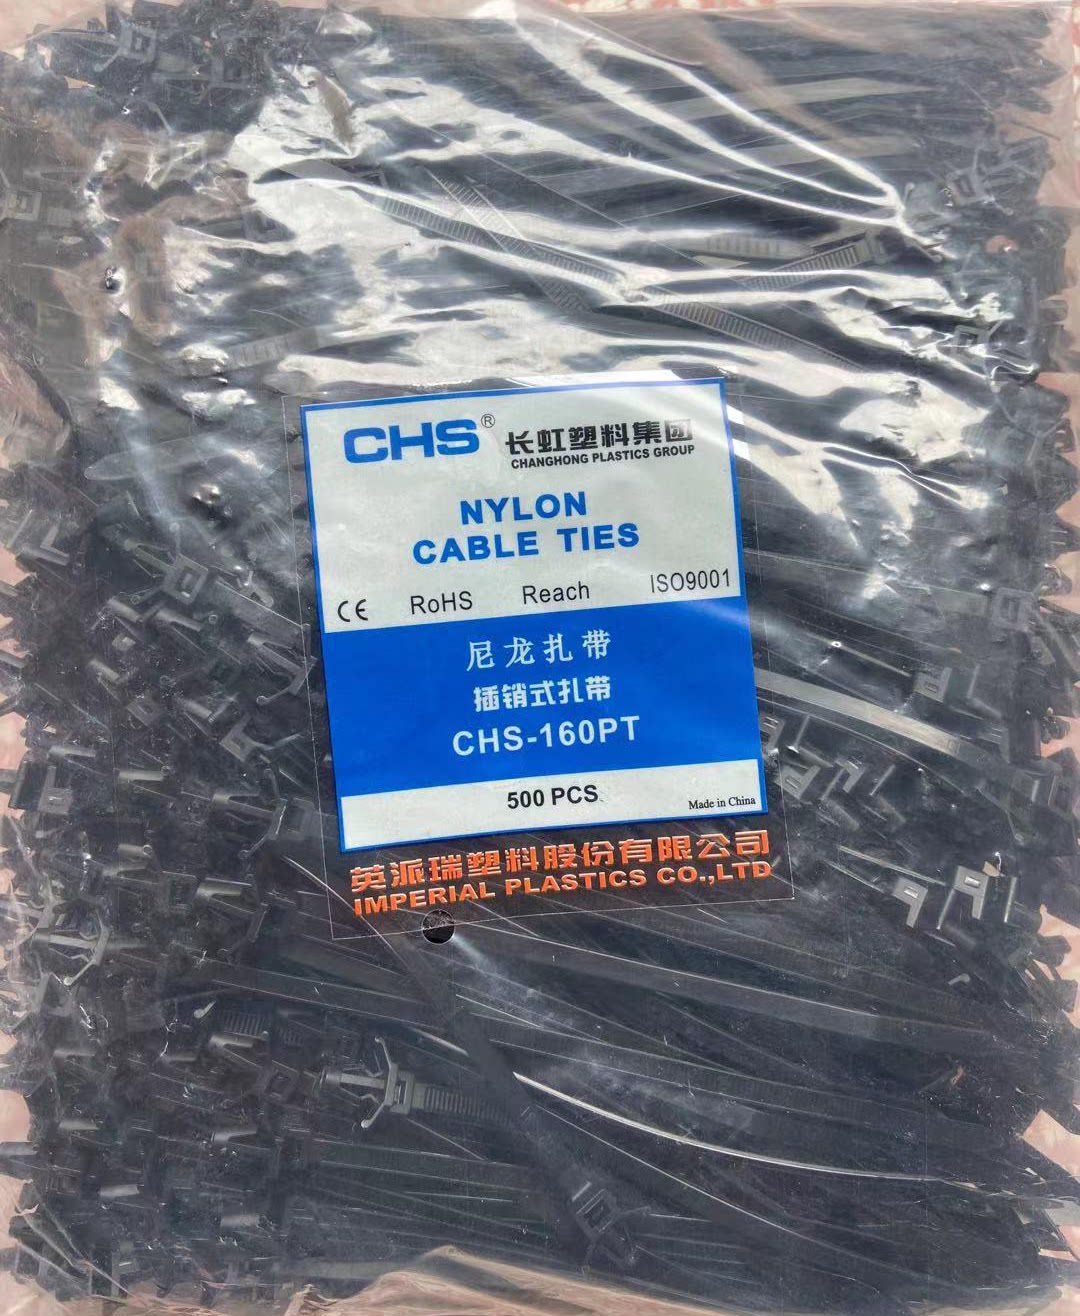 CHS® 长虹塑料集团
CHANGHONG PLASTICS GROUP
NYLON
CABLE TIES
CE RoHS Reach ISO9001
尼龙扎带
插销式扎带
CHS-160PT
500 PCS
Made in China
英派瑞塑料股份有限公司
IMPERIAL PLASTICS CO.,LTD